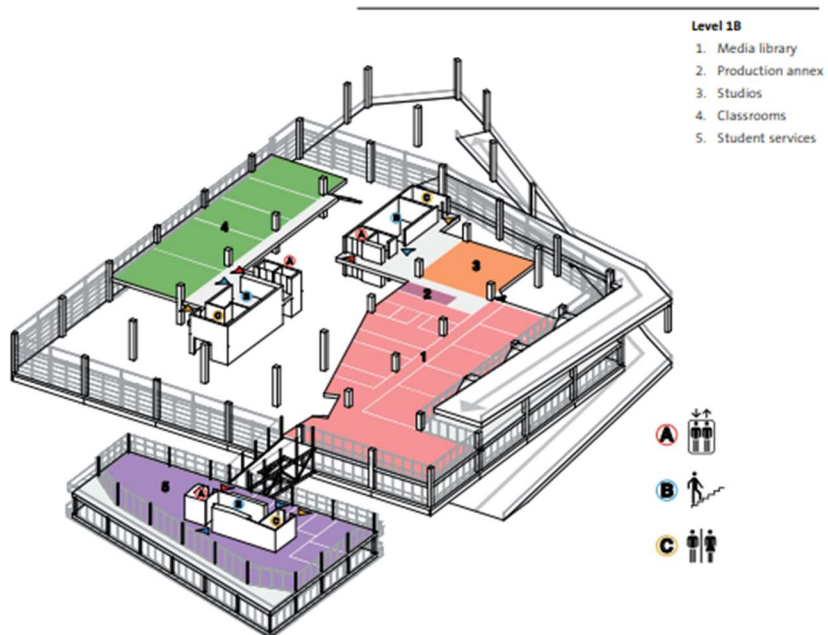 Level 1B
1. Media library
2. Production annex
3. Studios
4. Classrooms
5. Student services
C
B
4
A
3
A
2
B
C
1
A
5
A
B
C
B
C